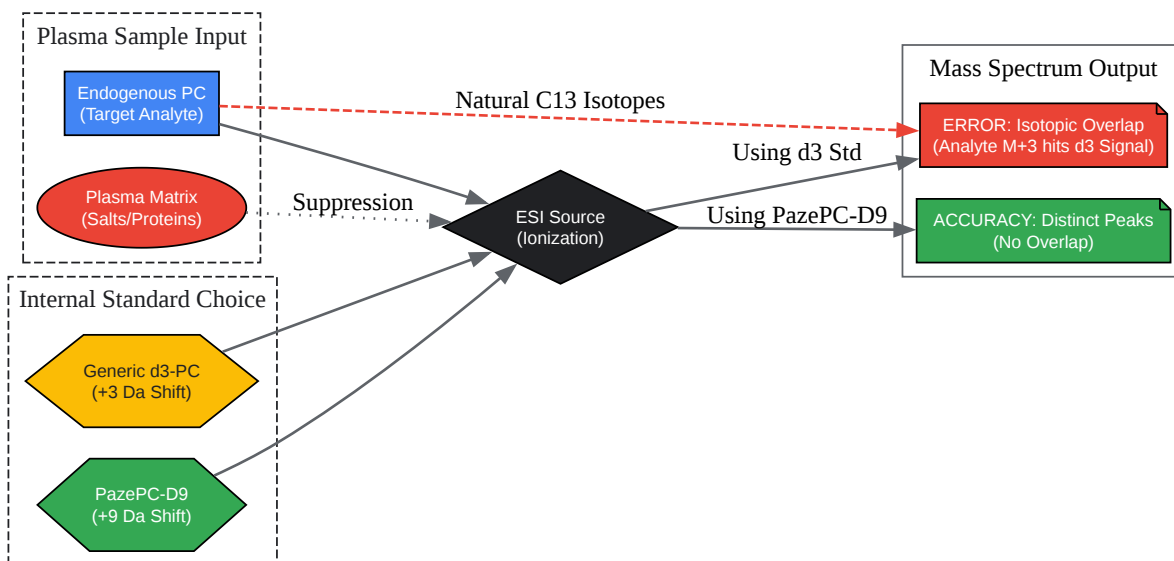 Plasma Sample Input
Endogenous PC
(Target Analyte)
Plasma Matrix
(Salts/Proteins)
Natural C13 Isotopes
Suppression
ESI Source
(Ionization)
Using d3 Std
Using PazePC-D9
Mass Spectrum Output
ERROR: Isotopic Overlap
(Analyte M+3 hits d3 Signal)
ACCURACY: Distinct Peaks
(No Overlap)
Internal Standard Choice
Generic d3-PC
(+3 Da Shift)
PazePC-D9
(+9 Da Shift)